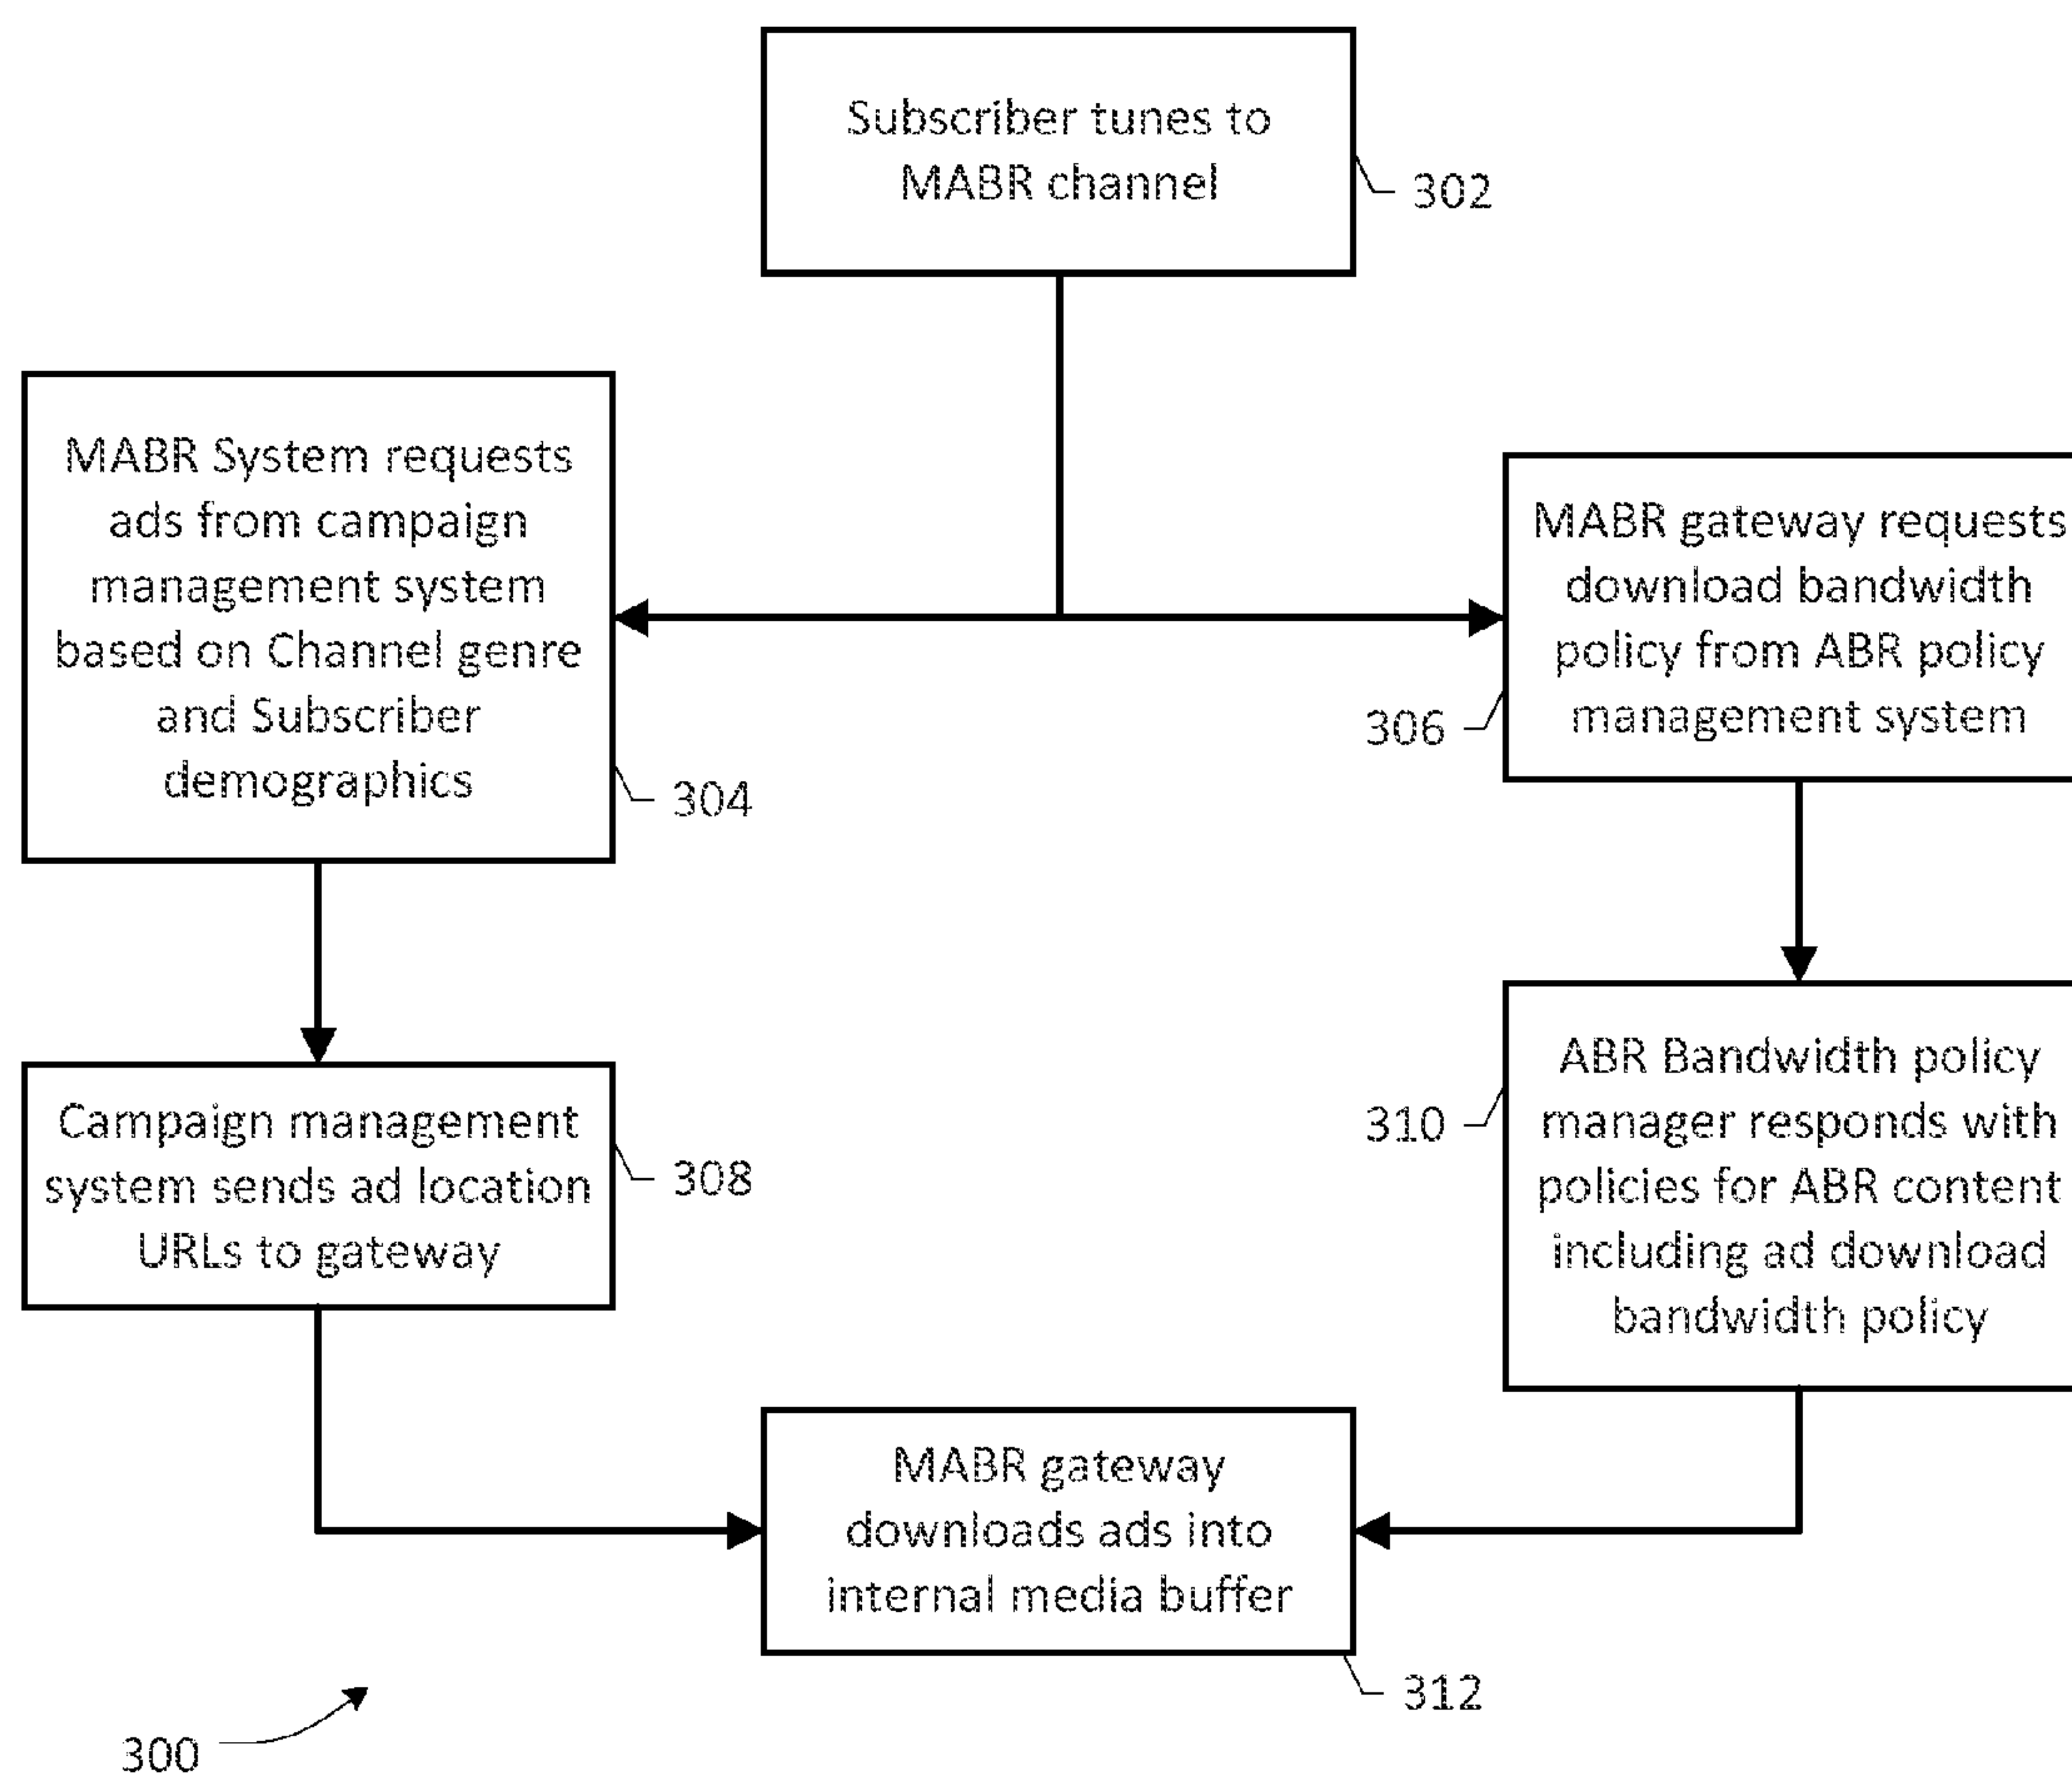 Subscriber tunes to
MABR channel
302
MABR System requests
ads from campaign
management system
based on Channel genre
and Subscriber
demographics
304
MABR gateway requests
download bandwidth
policy from ABR policy
management system
306
Campaign management
system sends ad location
URLs to gateway
308
ABR Bandwidth policy
manager responds with
policies for ABR content
including ad download
bandwidth policy
310
MABR gateway
downloads ads into
internal media buffer
312
300